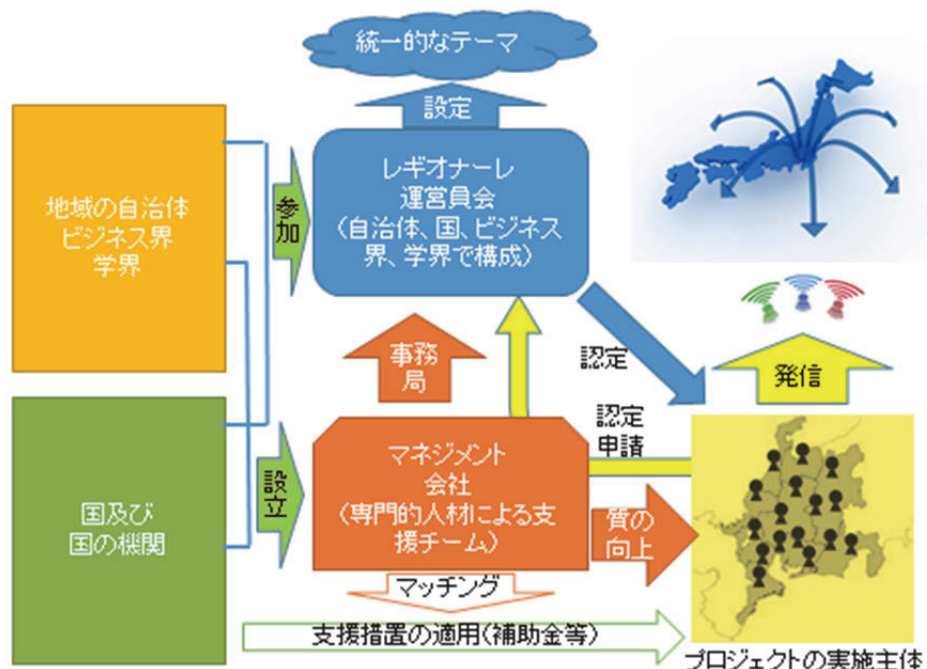 統一的なテーマ
設定
地域の自治体
ビジネス界
学界
参加
レギオナーレ
運営員会
(自治体、国、ビジネス
界、学界で構成)
事務
局
認定
発信
認定
申請
国及び
国の機関
設立
マネジメント
会社
(専門的人材による支
援チーム)
質の
向上
マッチング
支援措置の適用(補助金等)
プロジェクトの実施主体